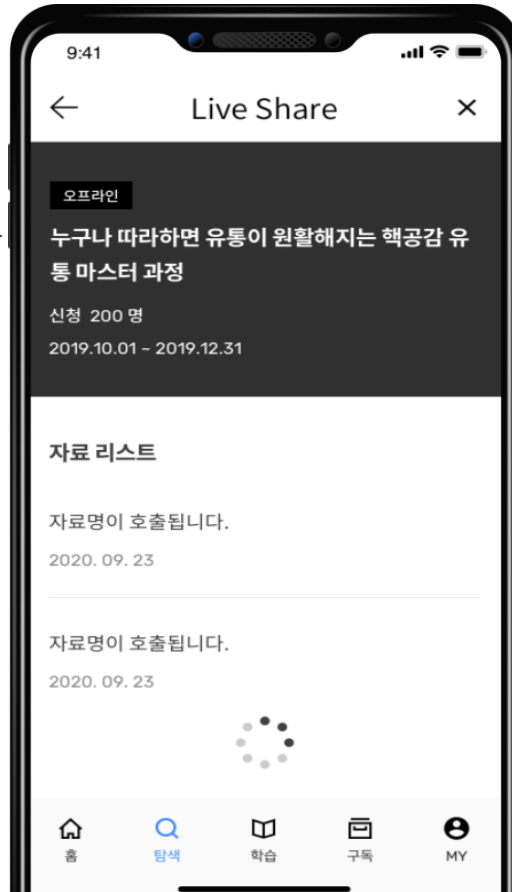 9:41
Live Share
오프라인
누구나 따라하면 유통이 원활해지는 핵공감 유
통 마스터 과정
신청 200 명
2019.10.01 ~ 2019.12.31
자료 리스트
자료명이 호출됩니다.
2020. 09. 23
자료명이 호출됩니다.
2020. 09. 23
홈 탐색 학습 구독 MY